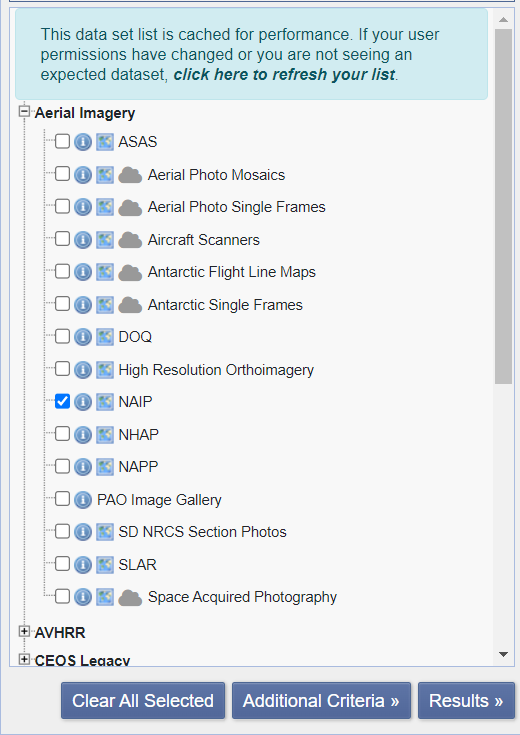 This data set list is cached for performance. If your user
permissions have changed or you are not seeing an
expected dataset, click here to refresh your list.
Aerial Imagery
ASAS
Aerial Photo Mosaics
Aerial Photo Single Frames
Aircraft Scanners
Antarctic Flight Line Maps
Antarctic Single Frames
DOQ
High Resolution Orthoimagery
NAIP
NHAP
NAPP
PAO Image Gallery
SD NRCS Section Photos
SLAR
Space Acquired Photography
AVHRR
CEOS Legacy
Clear All Selected Additional Criteria » Results »